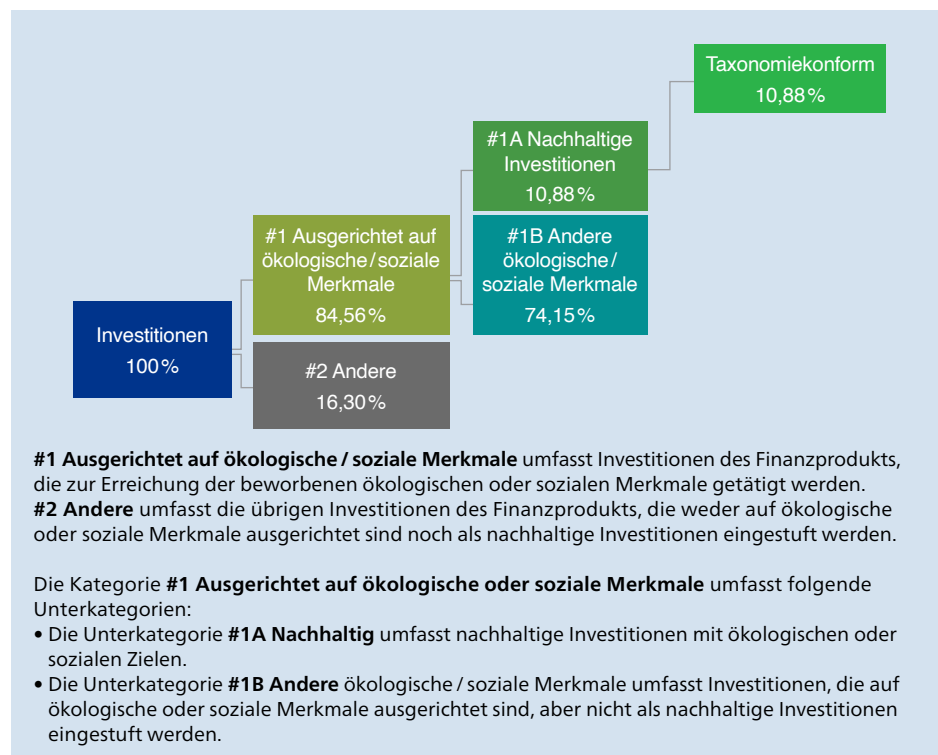 Taxonomiekonform
10,88 %
#1A Nachhaltige
Investitionen
10,88 %
#1 Ausgerichtet auf
ökologische / soziale
Merkmale
84,56 %
#1B Andere
ökologische /
soziale Merkmale
74,15 %
Investitionen
100 %
#2 Andere
16,30 %
#1 Ausgerichtet auf ökologische / soziale Merkmale umfasst Investitionen des Finanzprodukts,
die zur Erreichung der beworbenen ökologischen oder sozialen Merkmale getätigt werden.
#2 Andere umfasst die übrigen Investitionen des Finanzprodukts, die weder auf ökologische
oder soziale Merkmale ausgerichtet sind noch als nachhaltige Investitionen eingestuft werden.
Die Kategorie #1 Ausgerichtet auf ökologische oder soziale Merkmale umfasst folgende
Unterkategorien:
• Die Unterkategorie #1A Nachhaltig umfasst nachhaltige Investitionen mit ökologischen oder
sozialen Zielen.
• Die Unterkategorie #1B Andere ökologische / soziale Merkmale umfasst Investitionen, die auf
ökologische oder soziale Merkmale ausgerichtet sind, aber nicht als nachhaltige Investitionen
eingestuft werden.